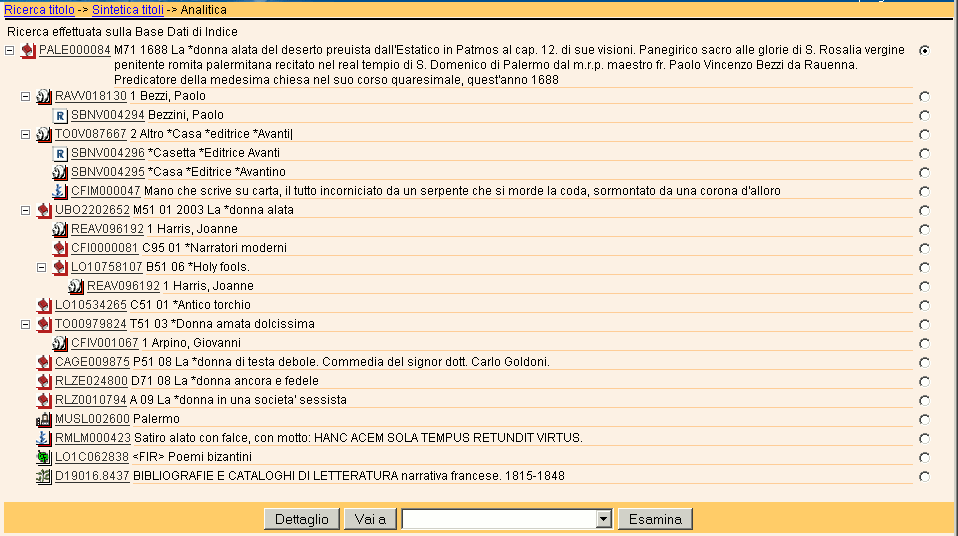 Ricerca titolo -> Sintetica titoli -> Analitica
Ricerca effettuata sulla Base Dati di Indice
PALE000084 M71 1688 La *donna alata del deserto preuista dall'Estatico in Patmos al cap. 12. di sue visioni. Panegirico sacro alle glorie di S. Rosalia vergine
penitente romita palermitana recitato nel real tempio di S. Domenico di Palermo dal m.r.p. maestro fr. Paolo Vincenzo Bezzi da Rauenna.
Predicatore della medesima chiesa nel suo corso quaresimale, quest'anno 1688
RAVV018130 1 Bezzi, Paolo
R SBNV004294 Bezzini, Paolo
TO0V087667 2 Altro *Casa *editrice *Avanti|
R SBNV004296 *Casetta *Editrice Avanti
SBNV004295 *Casa *Editrice *Avantino
CFIM000047 Mano che scrive su carta, il tutto incorniciato da un serpente che si morde la coda, sormontato da una corona d'alloro
UBO2202652 M51 01 2003 La *donna alata
REAV096192 1 Harris, Joanne
CFI0000081 C95 01 *Narratori moderni
LO10758107 B51 06 *Holy fools.
REAV096192 1 Harris, Joanne
LO10534265 C51 01 *Antico torchio
TO00979824 T51 03 *Donna amata dolcissima
CFIV001067 1 Arpino, Giovanni
CAGE009875 P51 08 La *donna di testa debole. Commedia del signor dott. Carlo Goldoni.
RLZE024800 D71 08 La *donna ancora e fedele
RLZ0010794 A 09 La *donna in una societa' sessista
MUSL002600 Palermo
RMLM000423 Satiro alato con falce, con motto: HANC ACEM SOLA TEMPUS RETUNDIT VIRTUS.
LO1C062838 <FIR> Poemi bizantini
D19016.8437 BIBLIOGRAFIE E CATALOGHI DI LETTERATURA narrativa francese. 1815-1848
Dettaglio Vai a Esamina